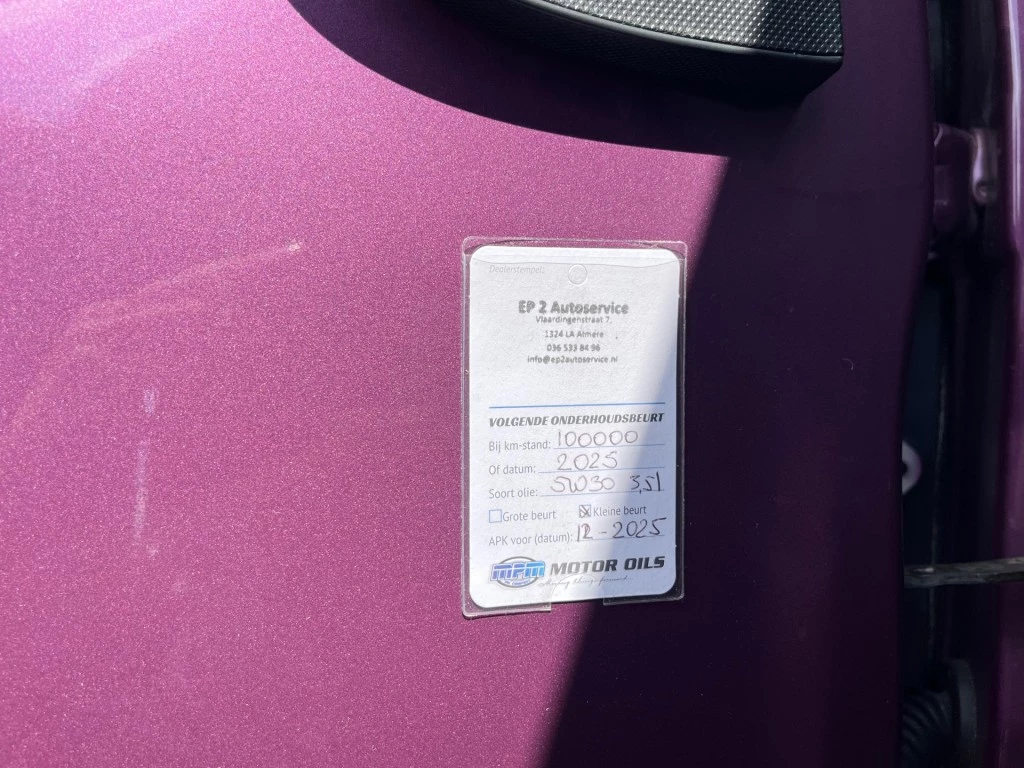 Dealerstempel:
EP 2 Autoservice
Vlaardingenstraat 7,
1324 LA Almere
036 533 84 96
info@ep2autoservice.nl
VOLGENDE ONDERHOUDSBEURT
Bij km-stand: 100000
Of datum: 2025
Soort olie: 5W30 3,5l
Grote beurt Kleine beurt
APK voor (datum): 12-2025
MPM MOTOR OILS